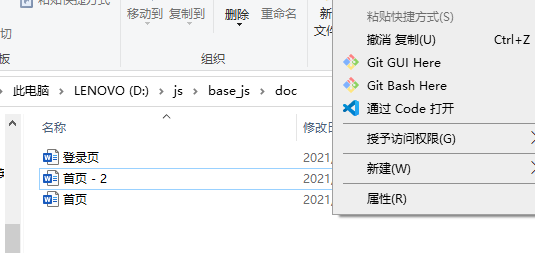 粘贴快捷方式
移动到 复制到 删除 重命名 新
文件
切
板 组织
此电脑 LENOVO (D:) js base_js doc
名称 修改日
登录页 2021,
首页 - 2 2021,
首页 2021,
粘贴快捷方式(S)
撤消 复制(U) Ctrl+Z
Git GUI Here
Git Bash Here
通过 Code 打开
授予访问权限(G)
新建(W)
属性(R)